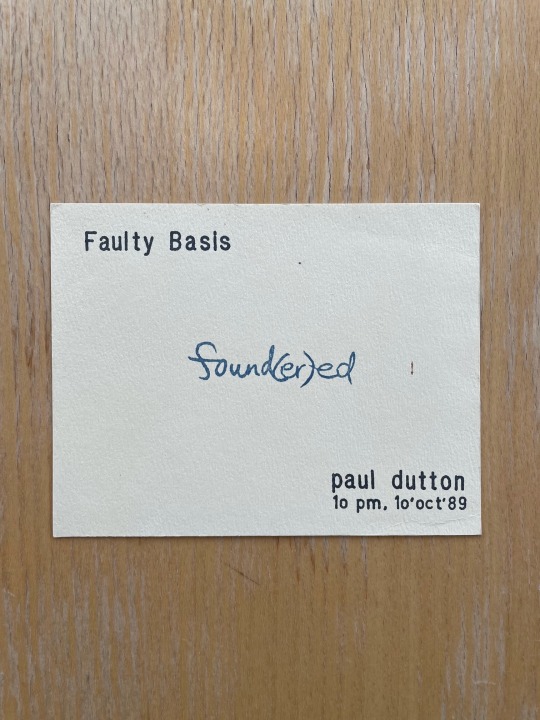 Faulty Basis
found(er)ed
paul dutton
1o pm, 1o'oct'89